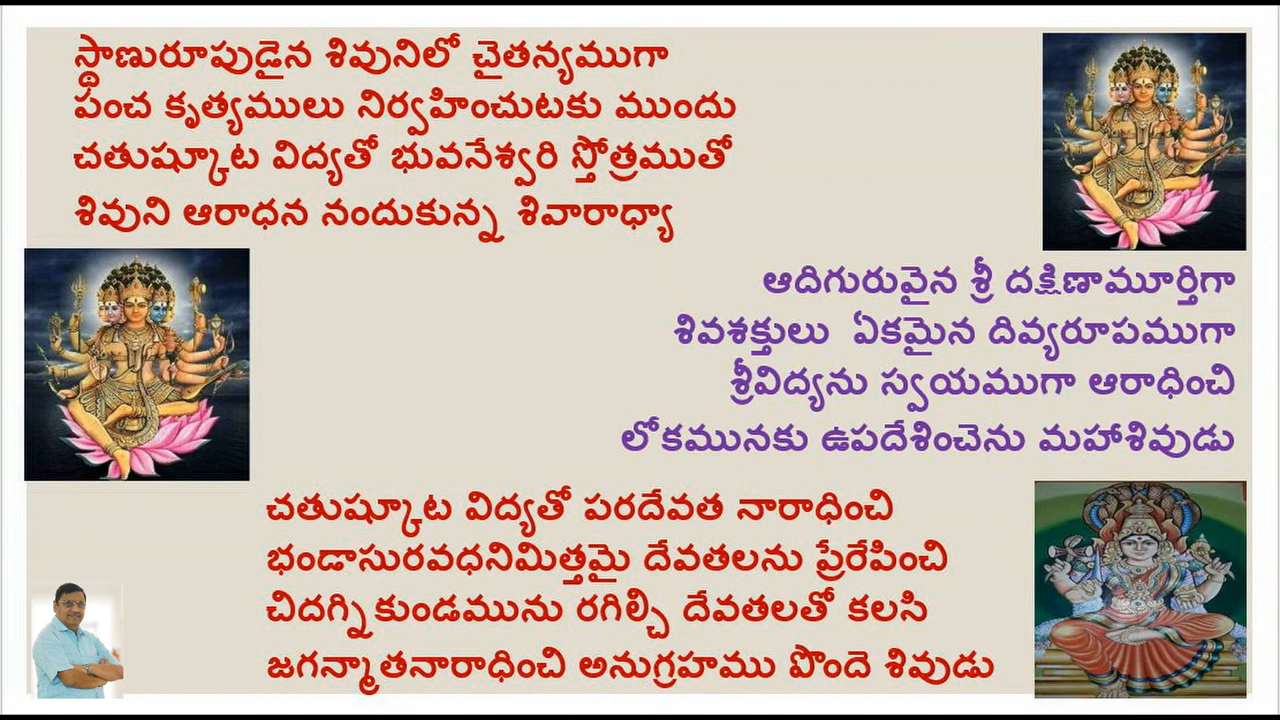 స్థాణురూపుడైన శివునిలో చైతన్యముగా
పంచ కృత్యములు నిర్వహించుటకు ముందు
చతుష్కూట విద్యతో భువనేశ్వరి స్తోత్రముతో
శివుని ఆరాధన నందుకున్న శివారాధ్యా
ఆదిగురువైన శ్రీ దక్షిణామూర్తిగా
శివశక్తులు ఏకమైన దివ్యరూపముగా
శ్రీవిద్యను స్వయముగా ఆరాధించి
లోకమునకు ఉపదేశించెను మహాశివుడు
చతుష్కూట విద్యతో పరదేవత నారాధించి
భండాసురవధనిమిత్తమై దేవతలను ప్రేరేపించి
చిదగ్ని కుండమును రగిల్చి దేవతలతో కలసి
జగన్మాతనారాధించి అనుగ్రహము పొందె శివుడు